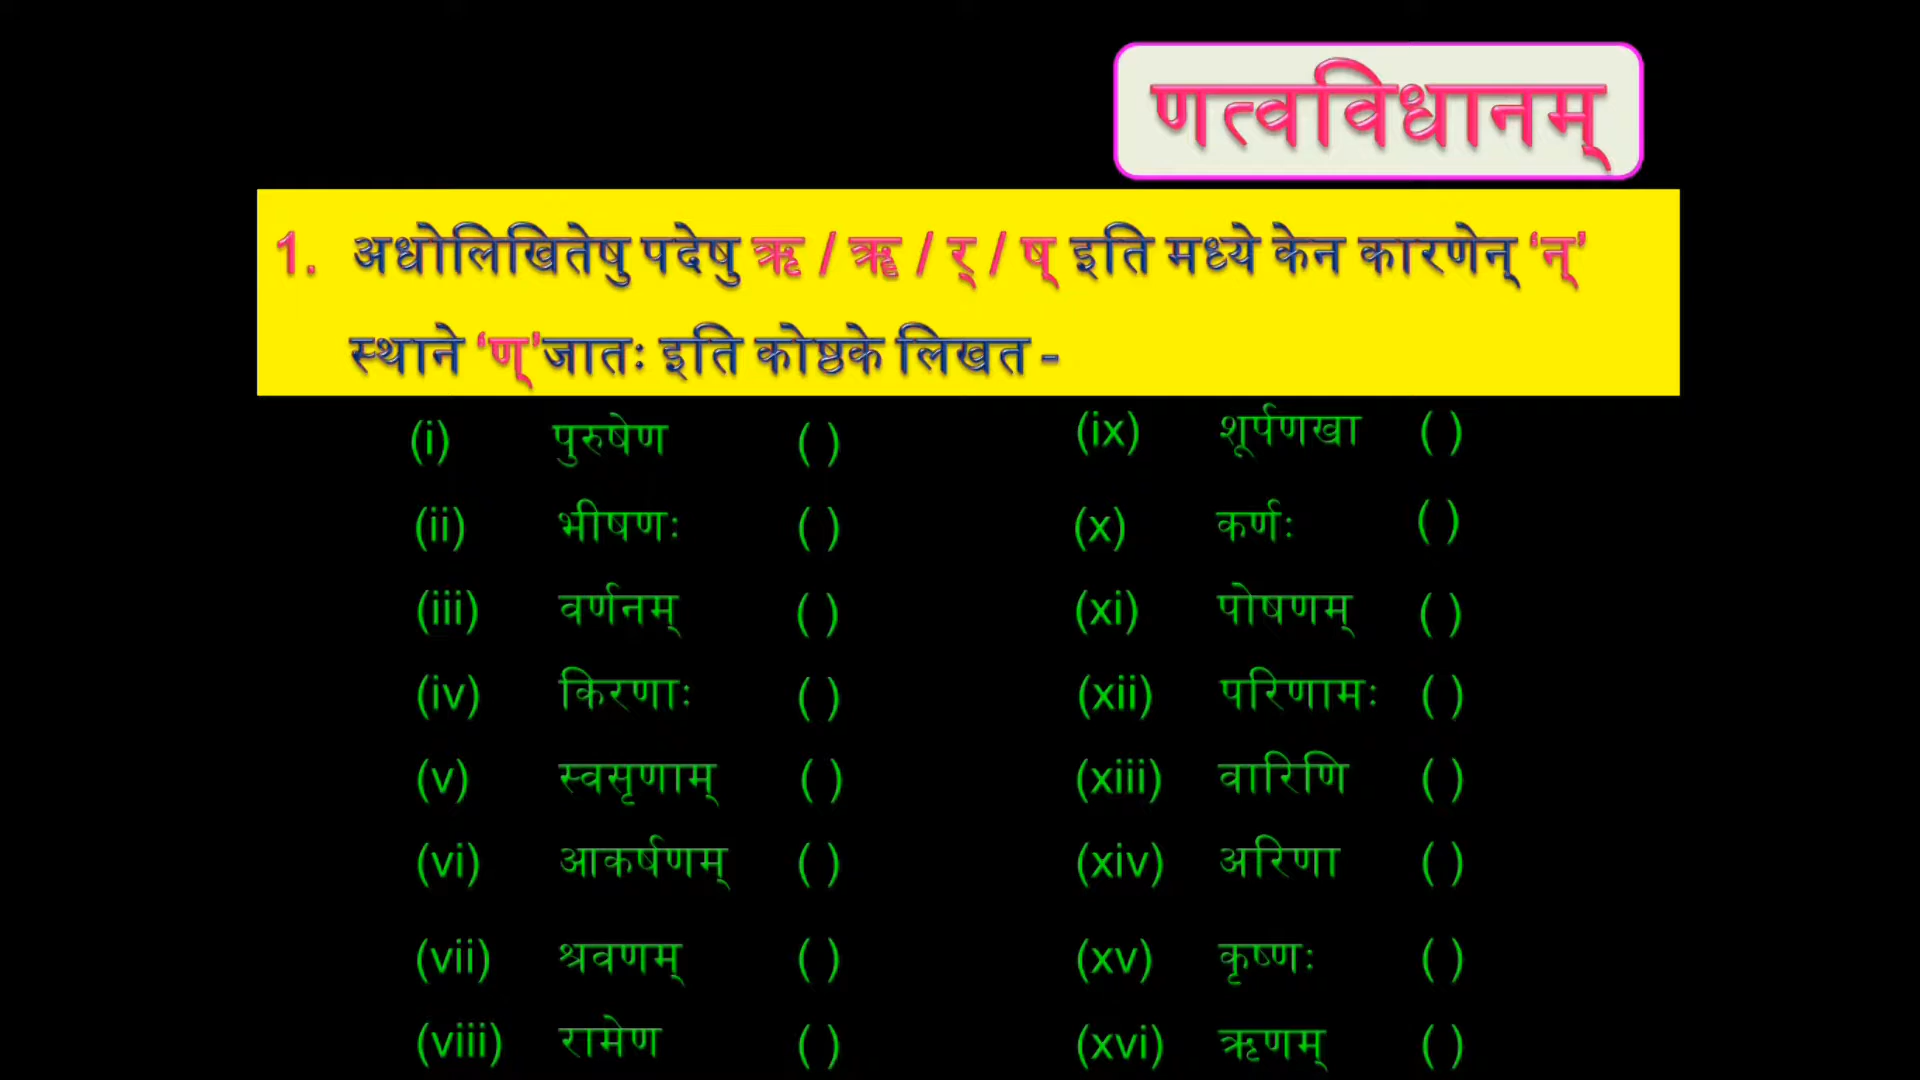 णत्वविधानम्
1. अधोलिखितेषु पदेषु ऋ / ॠ / र् / ष् इति मध्ये केन कारणेन् ‘न्’
स्थाने ‘ण्’जातः इति कोष्ठके लिखत -
(i) पुरुषेण ( )
(ii) भीषणः ( )
(iii) वर्णनम् ( )
(iv) किरणाः ( )
(v) स्वसृणाम् ( )
(vi) आकर्षणम् ( )
(vii) श्रवणम् ( )
(viii) रामेण ( )
(ix) शूर्पणखा ( )
(x) कर्णः ( )
(xi) पोषणम् ( )
(xii) परिणामः ( )
(xiii) वारिणि ( )
(xiv) अरिणा ( )
(xv) कृष्णः ( )
(xvi) ऋणम् ( )